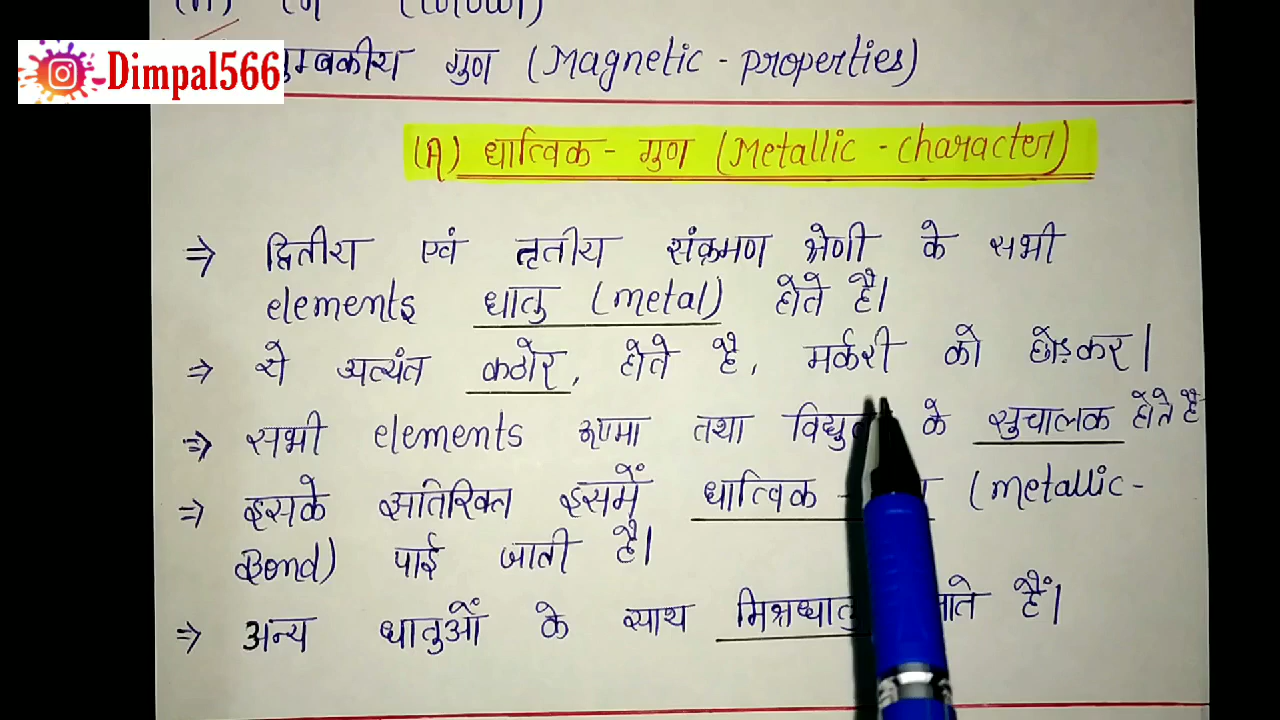 (A) रंग (colour)
Dimpal566
चुम्बकीय गुण (Magnetic-properties)
(A) धात्विक-गुण (Metallic-character)
⇒ द्वितीय एवं तृतीय संक्रमण श्रेणी के सभी
elements धातु (metal) होते है।
⇒ ये अत्यंत कठोर, होते है, मर्करी को छोड़कर।
⇒ सभी elements ऊष्मा तथा विद्युत के सुचालक होते है
⇒ इसके अतिरिक्त इसमें धात्विक- (metallic-
Bond) पाई जाती है।
⇒ अन्य धातुओं के साथ मिश्रधातु हैं।